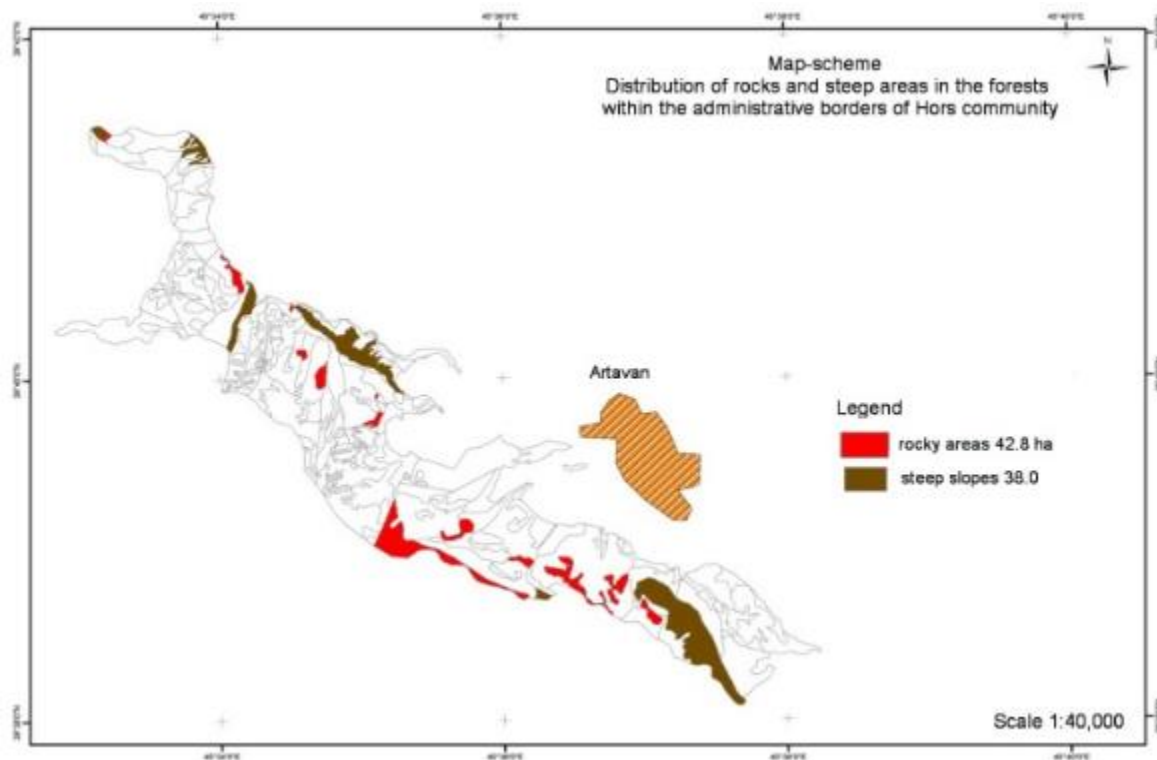 Map-scheme
Distribution of rocks and steep areas in the forests
within the administrative borders of Hors community
N
Artavan
Legend
rocky areas 42.8 ha
steep slopes 38.0
Scale 1:40,000